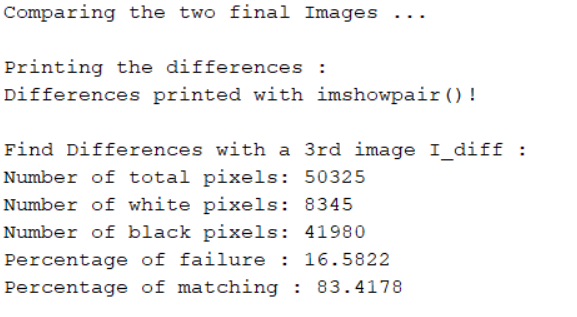 Comparing the two final Images ...
Printing the differences :
Differences printed with imshowpair()!
Find Differences with a 3rd image I_diff :
Number of total pixels: 50325
Number of white pixels: 8345
Number of black pixels: 41980
Percentage of failure : 16.5822
Percentage of matching : 83.4178